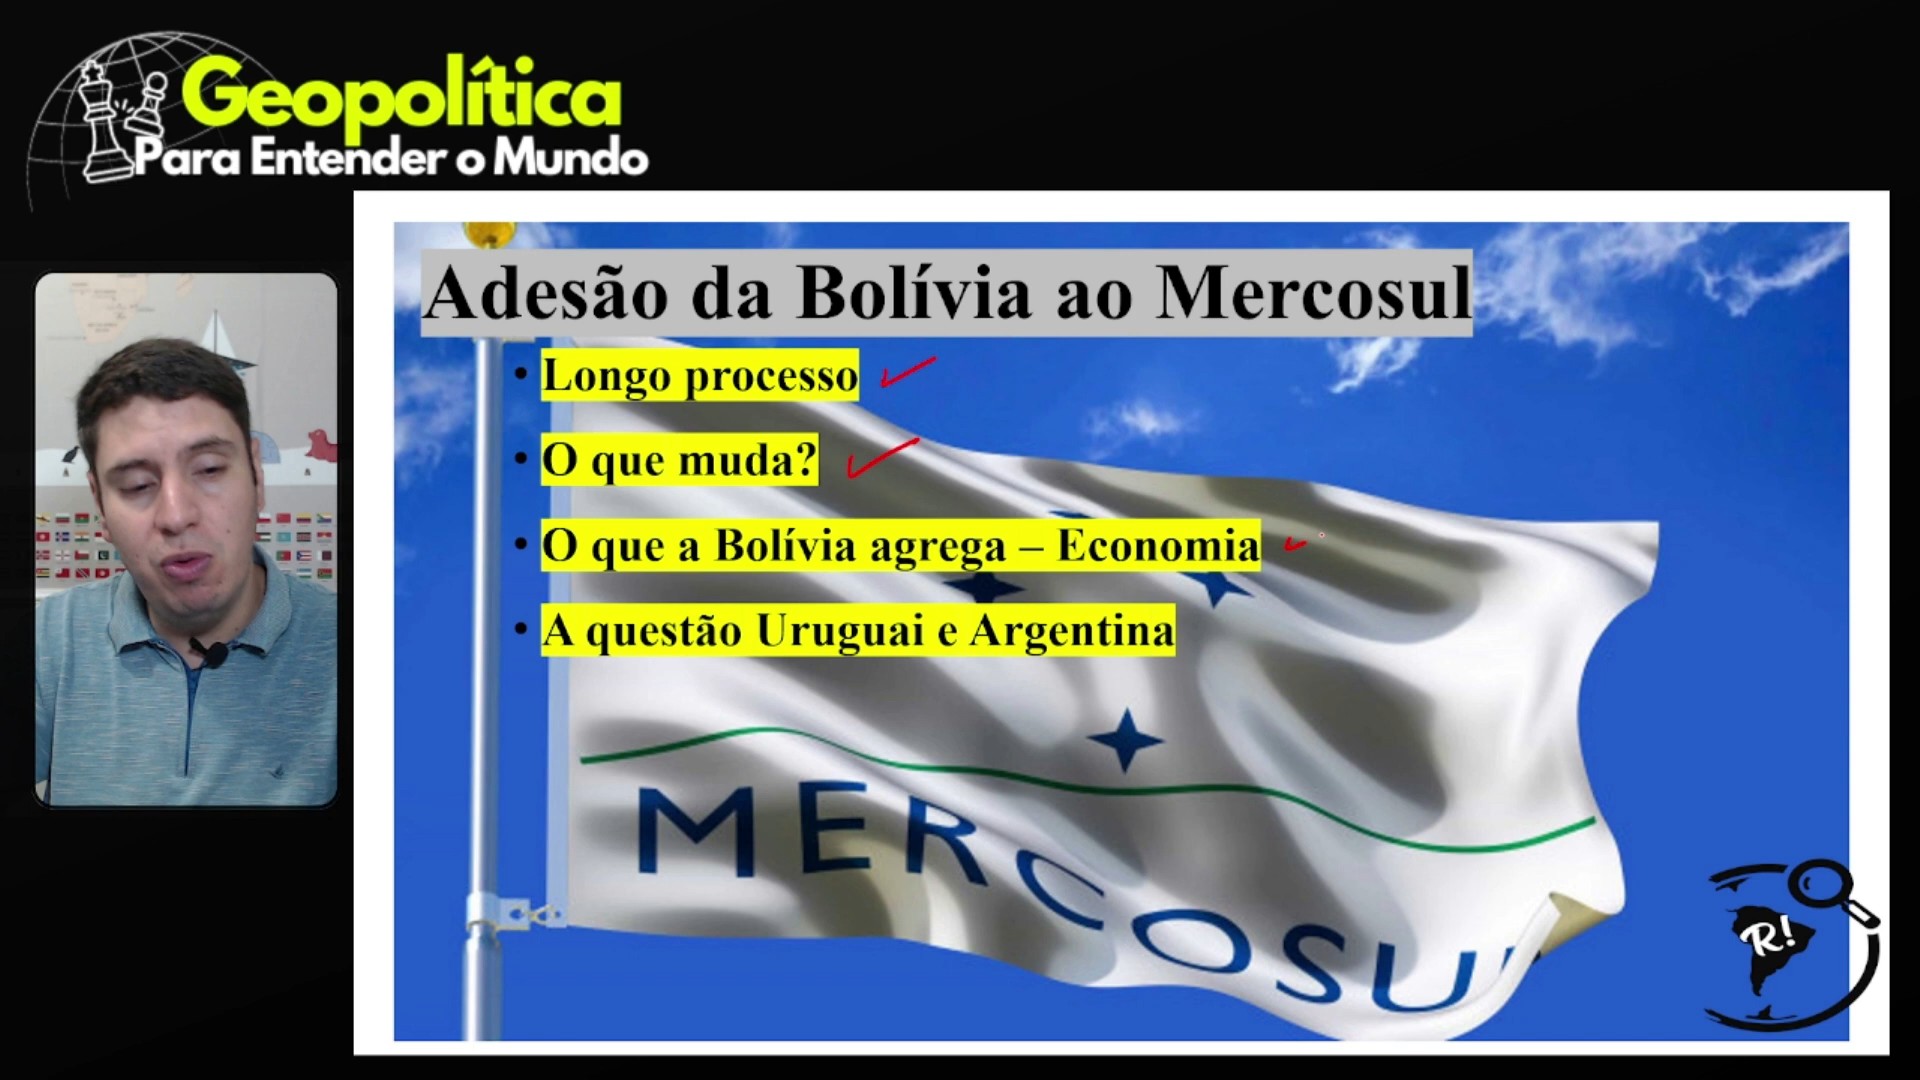 Geopolítica
Para Entender o Mundo
Adesão da Bolívia ao Mercosul
• Longo processo
• O que muda?
• O que a Bolívia agrega – Economia
• A questão Uruguai e Argentina
MERCOSU
R!